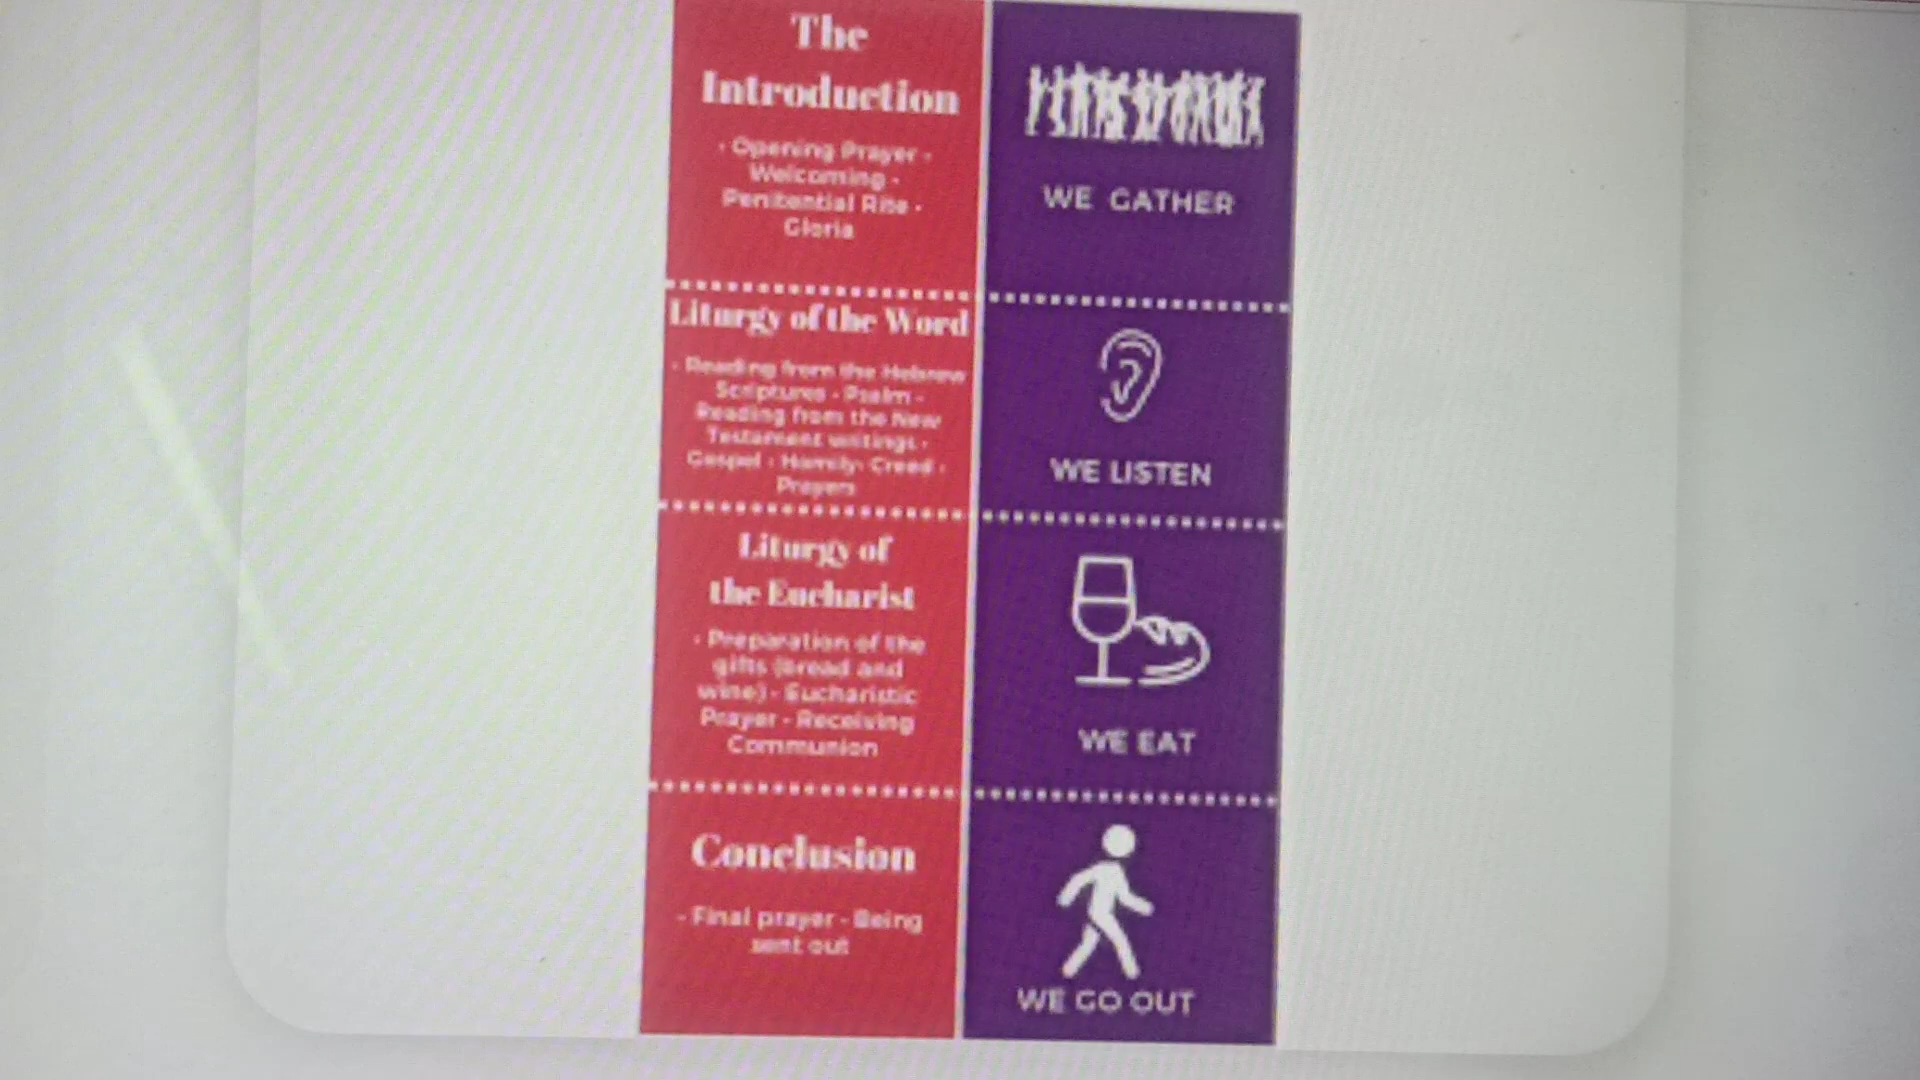 The
Introduction
- Opening Prayer -
Welcoming -
Penitential Rite -
Gloria
WE GATHER
Liturgy of the Word
- Reading from the Hebrew
Scriptures - Psalm -
Reading from the New
Testament writings -
Gospel - Homily- Creed -
Prayers
WE LISTEN
Liturgy of
the Eucharist
- Preparation of the
gifts (bread and
wine) - Eucharistic
Prayer - Receiving
Communion
WE EAT
Conclusion
- Final prayer - Being
sent out
WE GO OUT